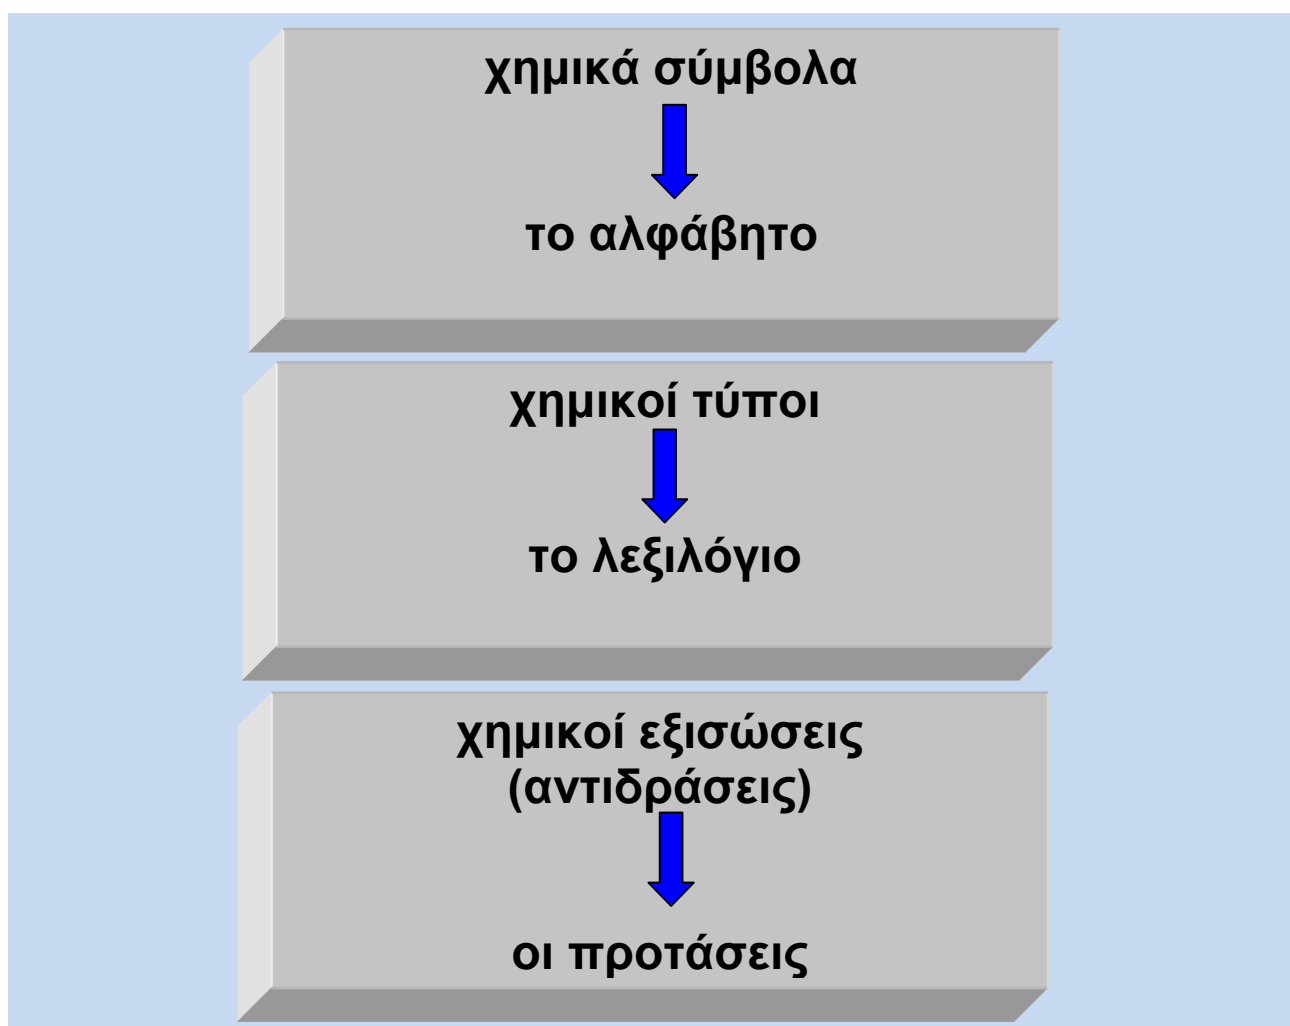 χημικά σύμβολα
το αλφάβητο
χημικοί τύποι
το λεξιλόγιο
χημικοί εξισώσεις
(αντιδράσεις)
οι προτάσεις